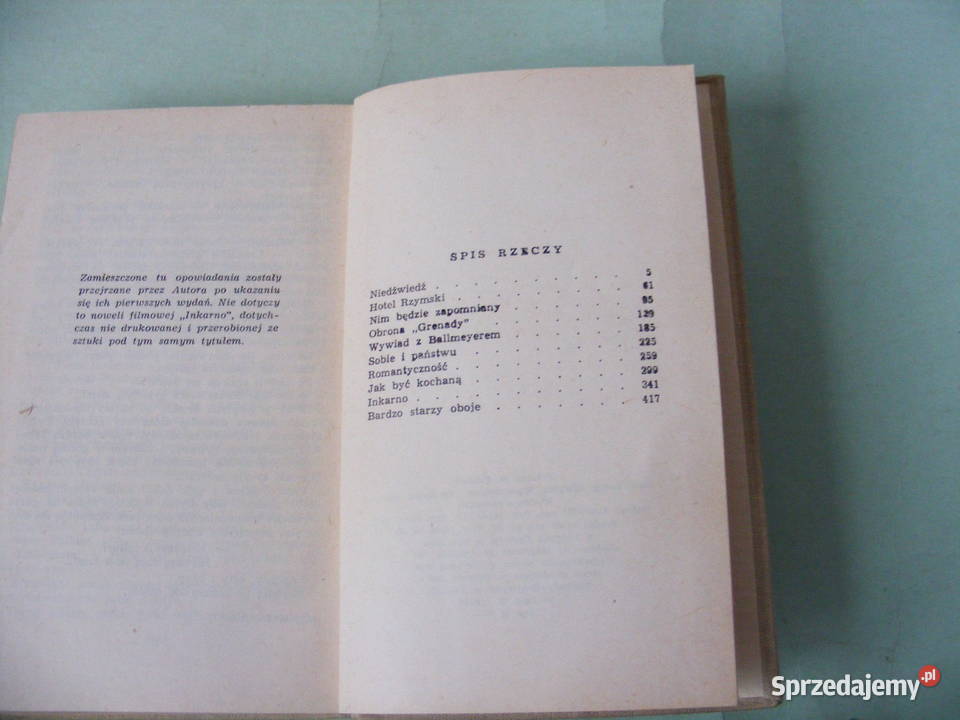 Zamieszczone tu opowiadania zostały
przejrzane przez Autora po ukazaniu
się ich pierwszych wydań. Nie dotyczy
to noweli filmowej „Inkarno”, dotych-
czas nie drukowanej i przerobionej ze
sztuki pod tym samym tytułem.
SPIS RZECZY
Niedźwiedź . . . . . . . . . 5
Hotel Rzymski . . . . . . . . 61
Nim będzie zapomniany . . . . . . 95
Obrona „Grenady” . . . . . . . 129
Wywiad z Ballmeyerem . . . . . . 185
Sobie i państwu . . . . . . . . 225
Romantyczność . . . . . . . . 259
Jak być kochaną . . . . . . . . 299
Inkarno . . . . . . . . . . 341
Bardzo starzy oboje . . . . . . . 417
Sprzedajemy.pl